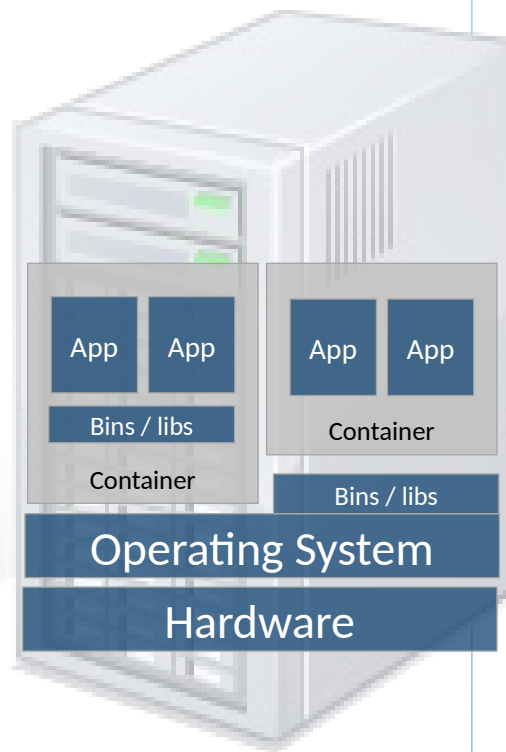 App
App
Bins / libs
Container
App
App
Container
Bins / libs
Operating System
Hardware